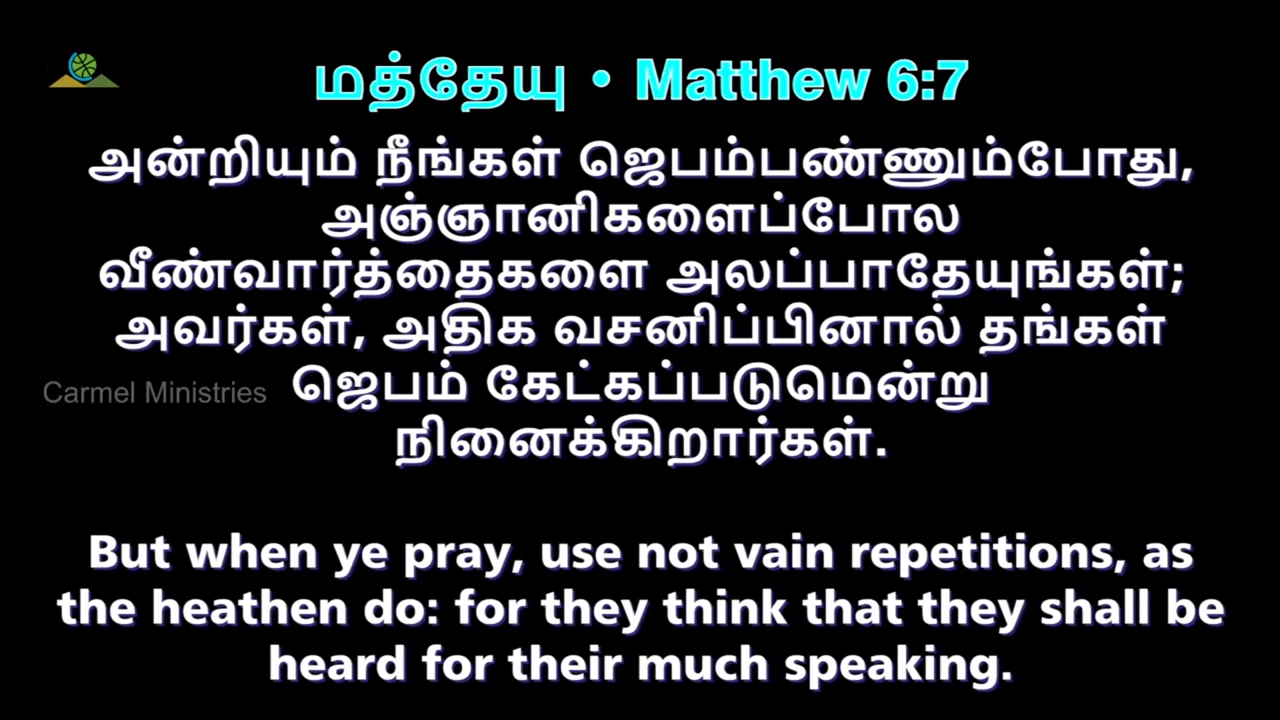 மத்தேயு • Matthew 6:7
அன்றியும் நீங்கள் ஜெபம்பண்ணும்போது,
அஞ்ஞானிகளைப்போல
வீண்வார்த்தைகளை அலப்பாதேயுங்கள்;
அவர்கள், அதிக வசனிப்பினால் தங்கள்
ஜெபம் கேட்கப்படுமென்று
நினைக்கிறார்கள்.
Carmel Ministries
But when ye pray, use not vain repetitions, as
the heathen do: for they think that they shall be
heard for their much speaking.